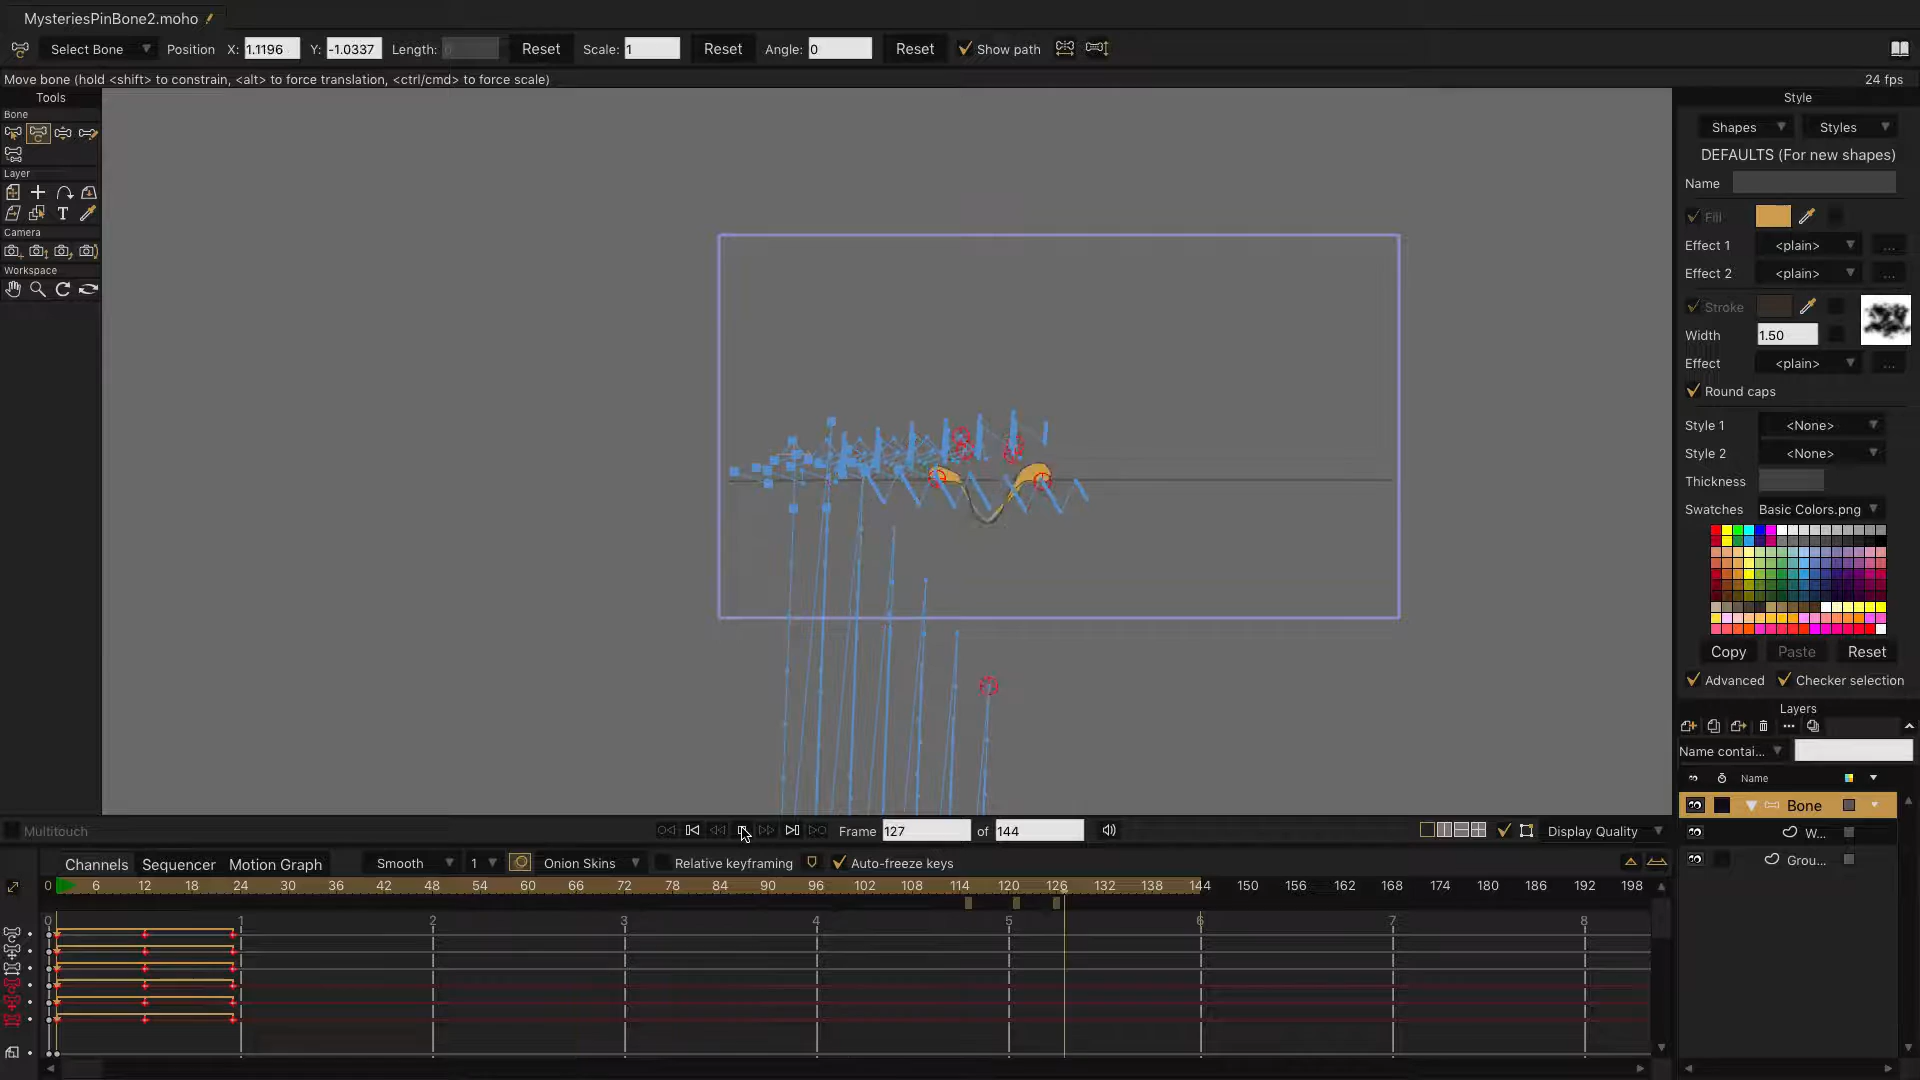 MysteriesPinBone2.moho
Select Bone Position X: 1.1196 Y: -1.0337 Length: 0 Reset Scale: 1 Reset Angle: 0 Reset Show path
Move bone (hold <shift> to constrain, <alt> to force translation, <ctrl/cmd> to force scale) 24 fps
Tools
Bone
Layer
T
Camera
Workspace
Style
Shapes Styles
DEFAULTS (For new shapes)
Name
Fill
Effect 1 <plain> ...
Effect 2 <plain> ...
Stroke
Width 1.50
Effect <plain> ...
Round caps
Style 1 <None>
Style 2 <None>
Thickness
Swatches Basic Colors.png
Copy Paste Reset
Advanced Checker selection
Layers
Name contai...
Name
Bone
W...
Grou...
Multitouch Frame 127 of 144 Display Quality
Channels Sequencer Motion Graph Smooth 1 Onion Skins Relative keyframing Auto-freeze keys
0 6 12 18 24 30 36 42 48 54 60 66 72 78 84 90 96 102 108 114 120 126 132 138 144 150 156 162 168 174 180 186 192 198
0 1 2 3 4 5 6 7 8